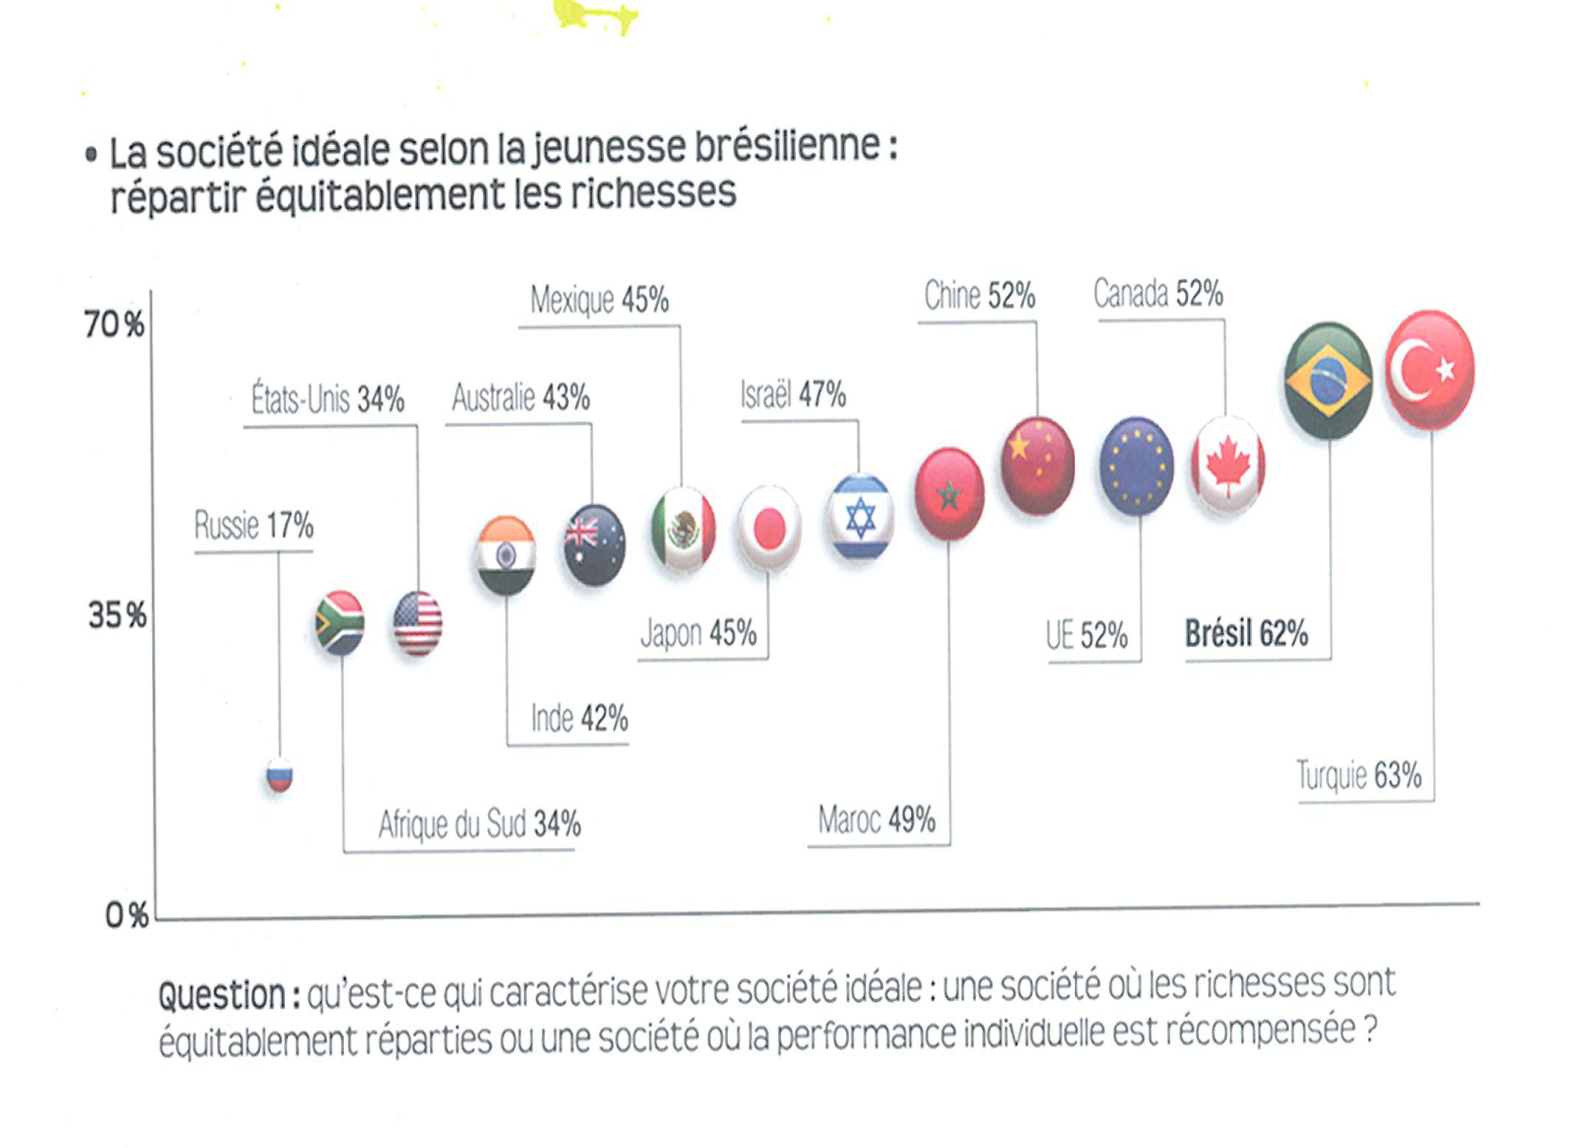 • La société idéale selon la jeunesse brésilienne :
répartir équitablement les richesses
70%
35%
0%
Russie 17%
Afrique du Sud 34%
États-Unis 34%
Inde 42%
Australie 43%
Mexique 45%
Japon 45%
Israël 47%
Maroc 49%
Chine 52%
UE 52%
Canada 52%
Brésil 62%
Turquie 63%
Question : qu'est-ce qui caractérise votre société idéale : une société où les richesses sont
équitablement réparties ou une société où la performance individuelle est récompensée ?